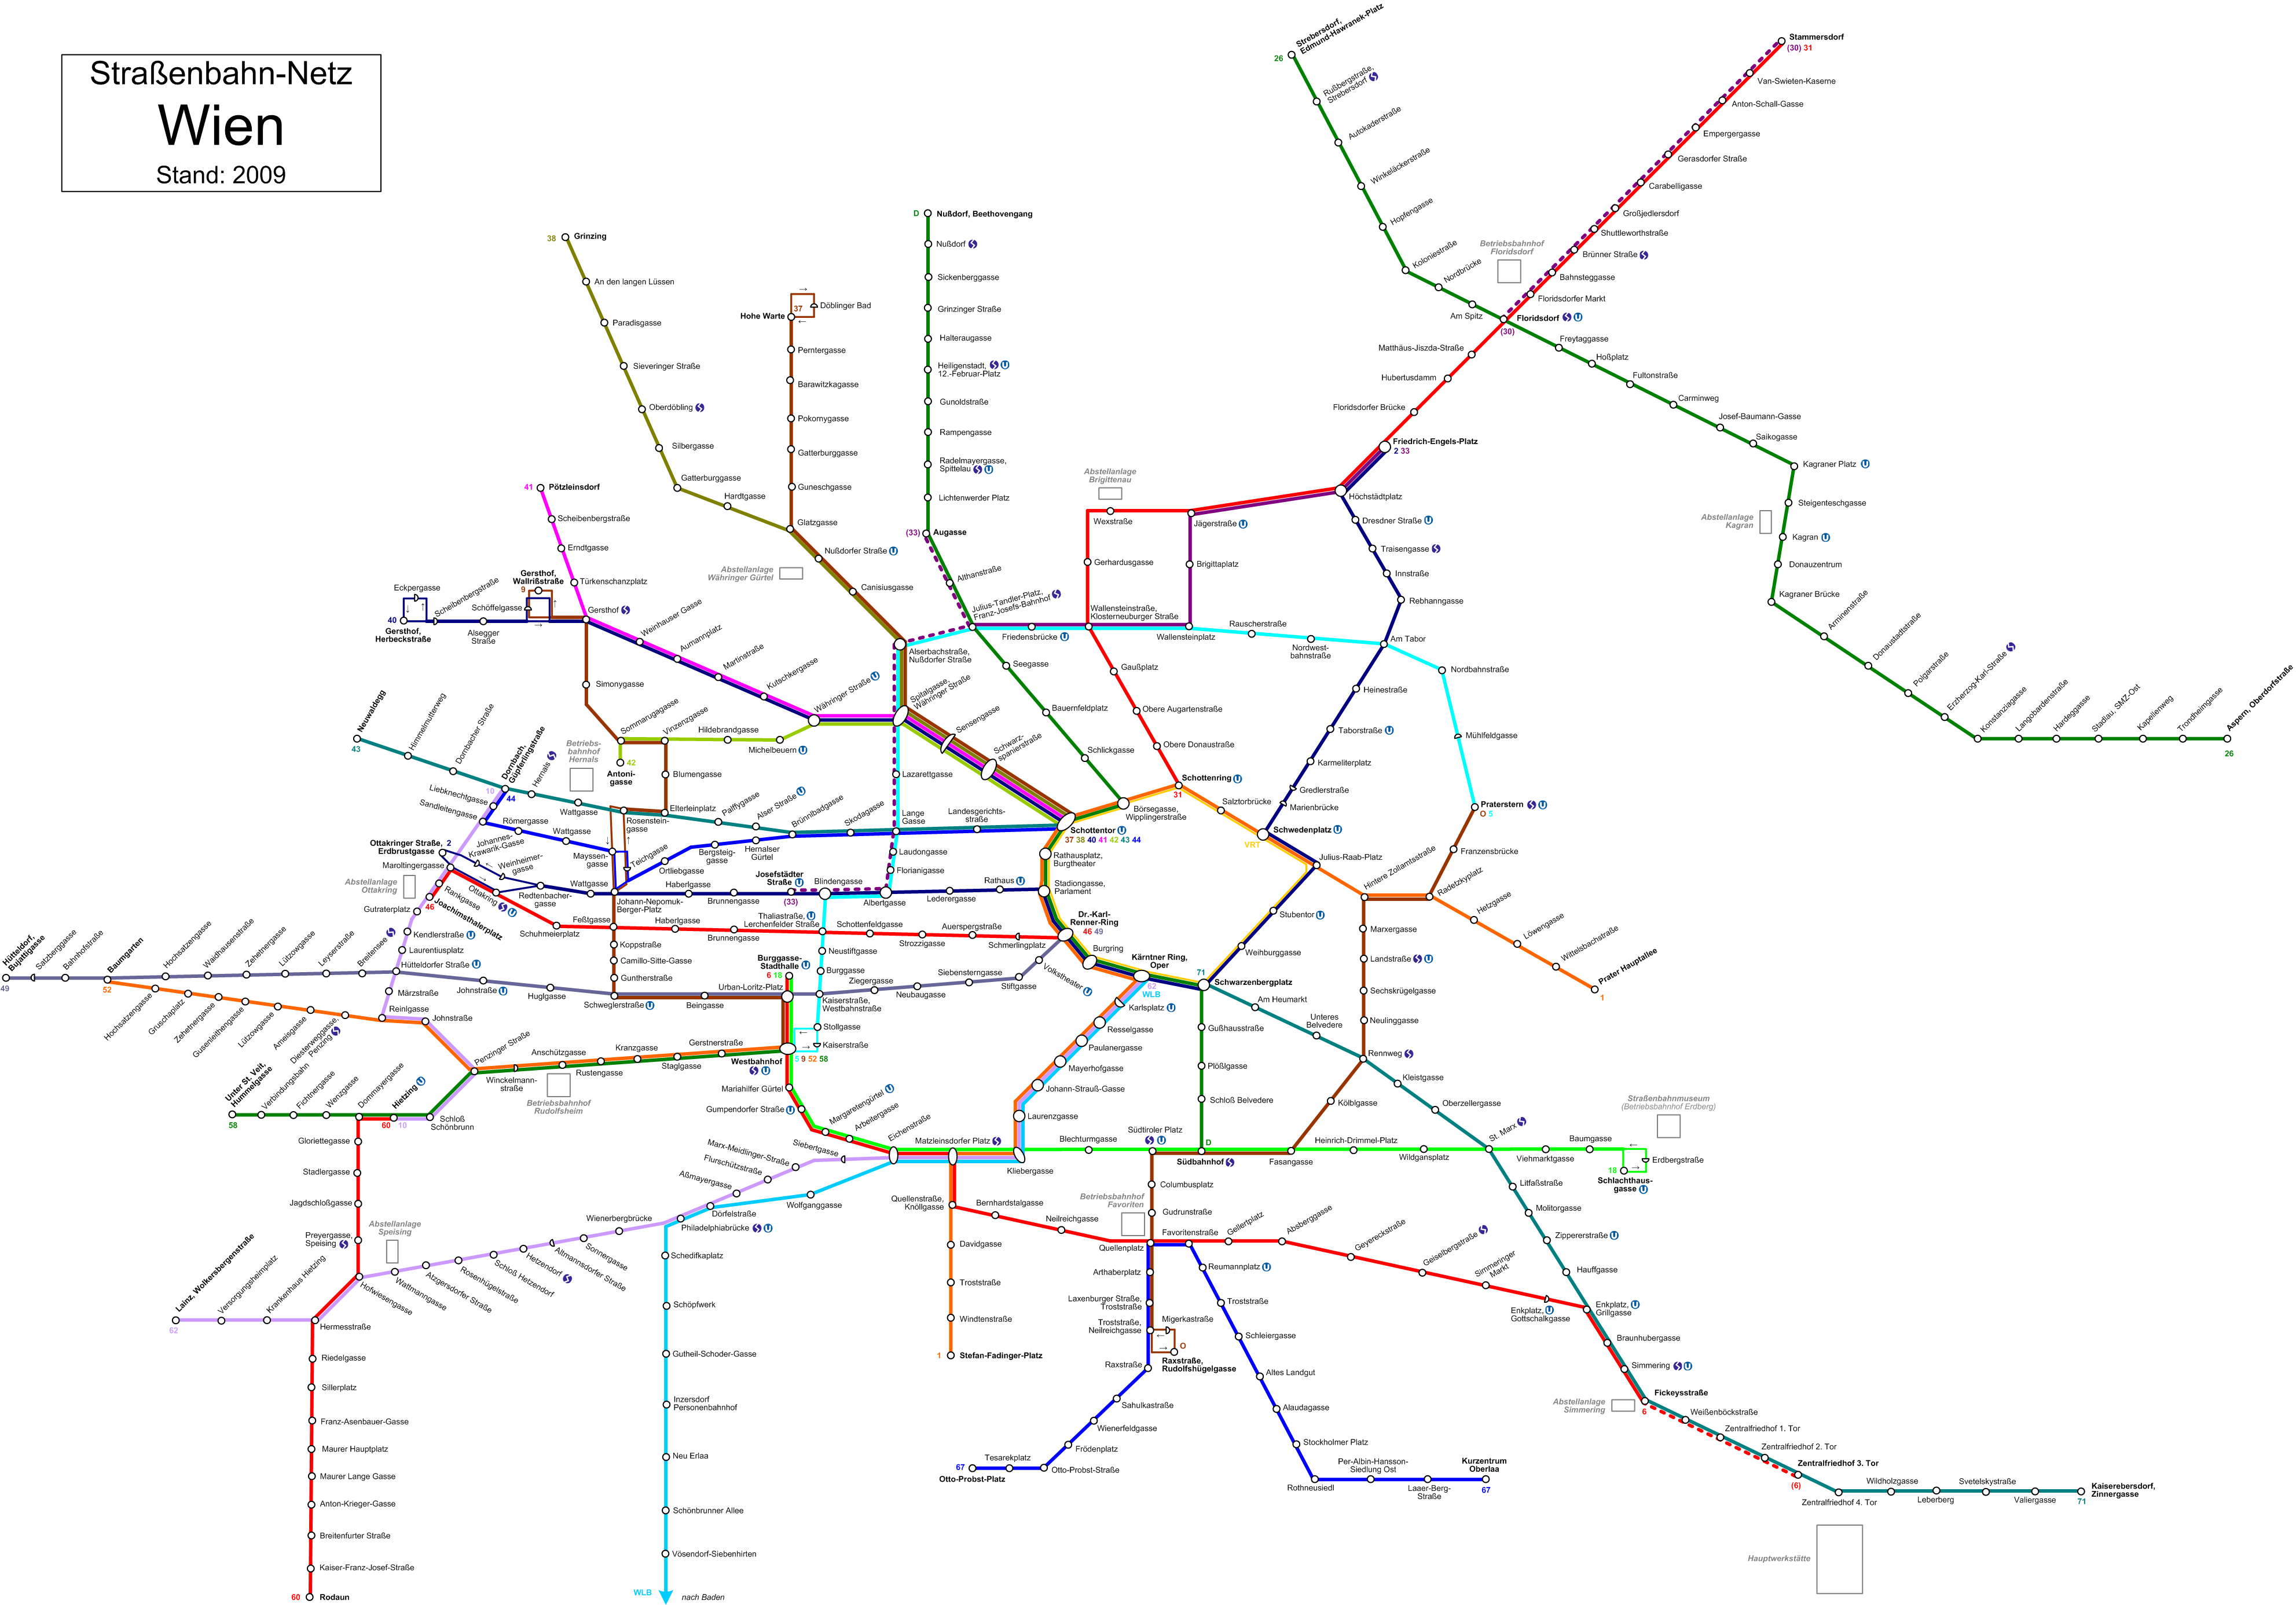 Straßenbahn-Netz
Wien
Stand: 2009
Strebersdorf,
Edmund-Hawranek-Platz
26
Rußbergstraße,
Strebersdorf
Autokaderstraße
Winkeläckerstraße
Hopfengasse
Koloniestraße
Nordbrücke
Am Spitz
Betriebsbahnhof
Floridsdorf
Stammersdorf
(30) 31
Van-Swieten-Kaserne
Anton-Schall-Gasse
Empergergasse
Gerasdorfer Straße
Carabelligasse
Großjedlersdorf
Shuttleworthstraße
Brünner Straße
Bahnsteggasse
Floridsdorfer Markt
Floridsdorf
(30)
Freytaggasse
Hoßplatz
Fultonstraße
Carminweg
Josef-Baumann-Gasse
Saikogasse
Kagraner Platz
Steigenteschgasse
Abstellanlage
Kagran
Kagran
Donauzentrum
Kagraner Brücke
Arminenstraße
Donaustadtstraße
Polgarstraße
Erzherzog-Karl-Straße
Konstanziagasse
Langobardenstraße
Hardeggasse
Stadlau, SMZ-Ost
Kapellenweg
Trondheimgasse
Aspern, Oberdorfstraße
26
Matthäus-Jiszda-Straße
Hubertusdamm
Floridsdorfer Brücke
Friedrich-Engels-Platz
2 33
Höchstädtplatz
Dresdner Straße
Traisengasse
Innstraße
Rebhanngasse
Am Tabor
Abstellanlage
Brigittenau
Wexstraße
Jägerstraße
Gerhardusgasse
Brigittaplatz
Wallensteinstraße,
Klosterneuburger Straße
Wallensteinplatz
Rauscherstraße
Nordwest-
bahnstraße
Nordbahnstraße
Mühlfeldgasse
Praterstern
O 5
Franzensbrücke
Radetzkyplatz
Hintere Zollamtsstraße
Hetzgasse
Löwengasse
Wittelsbachstraße
Prater Hauptallee
1
Heinestraße
Taborstraße
Karmeliterplatz
Gredlerstraße
Marienbrücke
Schwedenplatz
VRT
Julius-Raab-Platz
Stubentor
Weihburggasse
Gaußplatz
Obere Augartenstraße
Obere Donaustraße
Schottenring
31
Salztorbrücke
D
Nußdorf, Beethovengang
Nußdorf
Sickenberggasse
Grinzinger Straße
Halteraugasse
Heiligenstadt,
12.-Februar-Platz
Gunoldstraße
Rampengasse
Radelmayergasse,
Spittelau
Lichtenwerder Platz
(33) Augasse
Althanstraße
Julius-Tandler-Platz,
Franz-Josefs-Bahnhof
Friedensbrücke
Seegasse
Bauernfeldplatz
Schlickgasse
Börsegasse,
Wipplingerstraße
38
Grinzing
An den langen Lüssen
Paradisgasse
Sieveringer Straße
Oberdöbling
Silbergasse
Gatterburggasse
Hardtgasse
37
Döblinger Bad
Hohe Warte
Perntergasse
Barawitzkagasse
Pokornygasse
Gatterburggasse
Guneschgasse
Glatzgasse
Nußdorfer Straße
Canisiusgasse
Abstellanlage
Währinger Gürtel
Alserbachstraße,
Nußdorfer Straße
Spitalgasse,
Währinger Straße
Sensengasse
Schwarz-
spanierstraße
Schottentor
37 38 40 41 42 43 44
41
Pötzleinsdorf
Scheibenbergstraße
Erndtgasse
Türkenschanzplatz
Gersthof
Gersthof,
Wallrißstraße
9
Schöffelgasse
Eckpergasse
Scheibenbergstraße
40
Gersthof,
Herbeckstraße
Alsegger
Straße
Weinhauser Gasse
Aumannplatz
Martinstraße
Kutschkergasse
Währinger Straße
Simonygasse
Sommarugagasse
Vinzenzgasse
Hildebrandgasse
Michelbeuern
42
Antoni-
gasse
Blumengasse
Elterleinplatz
Betriebs-
bahnhof
Hernals
Neuwaldegg
43
Himmelmutterweg
Dornbacher Straße
Dornbach,
Güpferlingstraße
10
44
Hernals
Wattgasse
Rosenstein-
gasse
Palffygasse
Alser Straße
Brünnlbadgasse
Skodagasse
Lange
Gasse
Landesgerichts-
straße
Lazarettgasse
Laudongasse
Florianigasse
Liebknechtgasse
Sandleitengasse
Römergasse
Wattgasse
Mayssen-
gasse
Teichgasse
Ortliebgasse
Bergsteig-
gasse
Hernalser
Gürtel
Ottakringer Straße,
Erdbrustgasse
2
Johannes-
Krawarik-Gasse
Weinheimer-
gasse
Maroltingergasse
Abstellanlage
Ottakring
Rankgasse
Ottakring
Redtenbacher-
gasse
Wattgasse
Johann-Nepomuk-
Berger-Platz
Haberlgasse
Brunnengasse
Josefstädter
Straße
(33)
Blindengasse
Albertgasse
Lederergasse
Rathaus
Rathausplatz,
Burgtheater
Stadiongasse,
Parlament
Dr.-Karl-
Renner-Ring
46 49
Burgring
Kärntner Ring,
Oper
62
WLB
71
Schwarzenbergplatz
46
Joachimsthalerplatz
Gutraterplatz
Kendlerstraße
Laurentiusplatz
Hütteldorfer Straße
Märzstraße
Reinlgasse
Johnstraße
Feßtgasse
Schuhmeierplatz
Haberlgasse
Brunnengasse
Thaliastraße,
Lerchenfelder Straße
Schottenfeldgasse
Strozzigasse
Auerspergstraße
Schmerlingplatz
Koppstraße
Camillo-Sitte-Gasse
Guntherstraße
Schweglerstraße
Beingasse
Urban-Loritz-Platz
Burggasse-
Stadthalle
6 18
Neustiftgasse
Burggasse
Kaiserstraße,
Westbahnstraße
Ziegergasse
Neubaugasse
Siebensterngasse
Stiftgasse
Volkstheater
Stollgasse
Kaiserstraße
Westbahnhof
5 9 52 58
Hütteldorf,
Bujattigasse
49
Satzberggasse
Bahnhofstraße
Baumgarten
52
Hochsatzengasse
Waidhausenstraße
Zehetnergasse
Lützowgasse
Leyserstraße
Breitensee
Johnstraße
Huglgasse
Hochsatzengasse
Gruschaplatz
Zehetnergasse
Gusenleithengasse
Lützowgasse
Ameisgasse
Diesterweggasse,
Penzing
Penzinger Straße
Winckelmann-
straße
Anschützgasse
Rustengasse
Kranzgasse
Staglgasse
Gerstnerstraße
Betriebsbahnhof
Rudolfsheim
Unter St. Veit,
Hummelgasse
58
Verbindungsbahn
Fichtnergasse
Wenzgasse
Dommayergasse
Hietzing
60 10
Schloß
Schönbrunn
Gloriettegasse
Stadlergasse
Jagdschloßgasse
Preyergasse,
Speising
Abstellanlage
Speising
Lainz, Wolkersbergenstraße
62
Versorgungsheimplatz
Krankenhaus Hietzing
Hermesstraße
Hofwiesengasse
Wattmanngasse
Atzgersdorfer Straße
Rosenhügelstraße
Schloß Hetzendorf
Hetzendorf
Altmannsdorfer Straße
Sonnergasse
Wienerbergbrücke
Philadelphiabrücke
Dörfelstraße
Aßmayergasse
Flurschützstraße
Marx-Meidlinger-Straße
Siebertgasse
Wolfganggasse
Riedelgasse
Sillerplatz
Franz-Asenbauer-Gasse
Maurer Hauptplatz
Maurer Lange Gasse
Anton-Krieger-Gasse
Breitenfurter Straße
Kaiser-Franz-Josef-Straße
60
Rodaun
Schedifkaplatz
Schöpfwerk
Gutheil-Schoder-Gasse
Inzersdorf
Personenbahnhof
Neu Erlaa
Schönbrunner Allee
Vösendorf-Siebenhirten
WLB
nach Baden
Mariahilfer Gürtel
Gumpendorfer Straße
Margaretengürtel
Arbeitergasse
Eichenstraße
Matzleinsdorfer Platz
Kliebergasse
Laurenzgasse
Johann-Strauß-Gasse
Mayerhofgasse
Paulanergasse
Resselgasse
Karlsplatz
Blechturmgasse
Südtiroler Platz
D
Südbahnhof
Fasangasse
Gußhausstraße
Plößlgasse
Schloß Belvedere
Am Heumarkt
Unteres
Belvedere
Rennweg
Marxergasse
Landstraße
Sechskrügelgasse
Neulinggasse
Kölblgasse
Kleistgasse
Oberzellergasse
St. Marx
Heinrich-Drimmel-Platz
Wildgansplatz
Viehmarktgasse
Baumgasse
Erdbergstraße
18
Schlachthaus-
gasse
Straßenbahnmuseum
(Betriebsbahnhof Erdberg)
Litfaßstraße
Molitorgasse
Zippererstraße
Hauffgasse
Enkplatz,
Grillgasse
Braunhubergasse
Simmering
Fickeysstraße
6
Abstellanlage
Simmering
Weißenböckstraße
Zentralfriedhof 1. Tor
Zentralfriedhof 2. Tor
Zentralfriedhof 3. Tor
(6)
Zentralfriedhof 4. Tor
Wildholzgasse
Leberberg
Svetelskystraße
Valiergasse
Kaiserebersdorf,
Zinnergasse
71
Hauptwerkstätte
Quellenstraße,
Knöllgasse
Bernhardstalgasse
Neilreichgasse
Davidgasse
Troststraße
Windtenstraße
1
Stefan-Fadinger-Platz
Betriebsbahnhof
Favoriten
Columbusplatz
Gudrunstraße
Favoritenstraße
Quellenplatz
Gellertplatz
Absberggasse
Geyereckstraße
Geiselbergstraße
Simmeringer
Markt
Enkplatz,
Gottschalkgasse
Arthaberplatz
Laxenburger Straße,
Troststraße
Troststraße,
Neilreichgasse
Migerkastraße
O
Raxstraße,
Rudolfshügelgasse
Raxstraße
Sahulkastraße
Wienerfeldgasse
Frödenplatz
Otto-Probst-Straße
Tesarekplatz
67
Otto-Probst-Platz
Reumannplatz
Troststraße
Schleiergasse
Altes Landgut
Alaudagasse
Stockholmer Platz
Rothneusiedl
Per-Albin-Hansson-
Siedlung Ost
Laaer-Berg-
Straße
Kurzentrum
Oberlaa
67